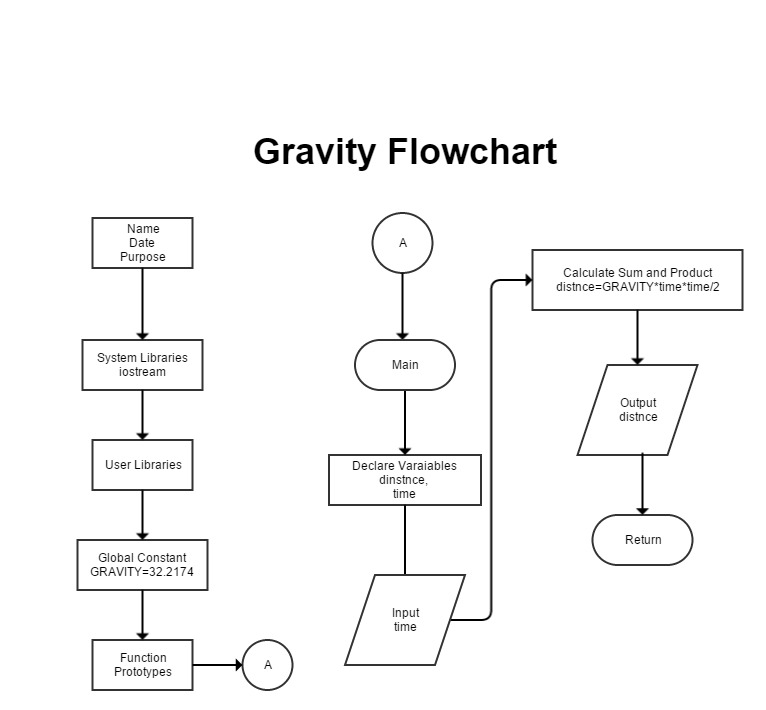 Gravity Flowchart
Name
Date
Purpose
System Libraries
iostream
User Libraries
Global Constant
GRAVITY=32.2174
Function
Prototypes
A
A
Main
Declare Varaiables
dinstnce,
time
Input
time
Calculate Sum and Product
distnce=GRAVITY*time*time/2
Output
distnce
Return